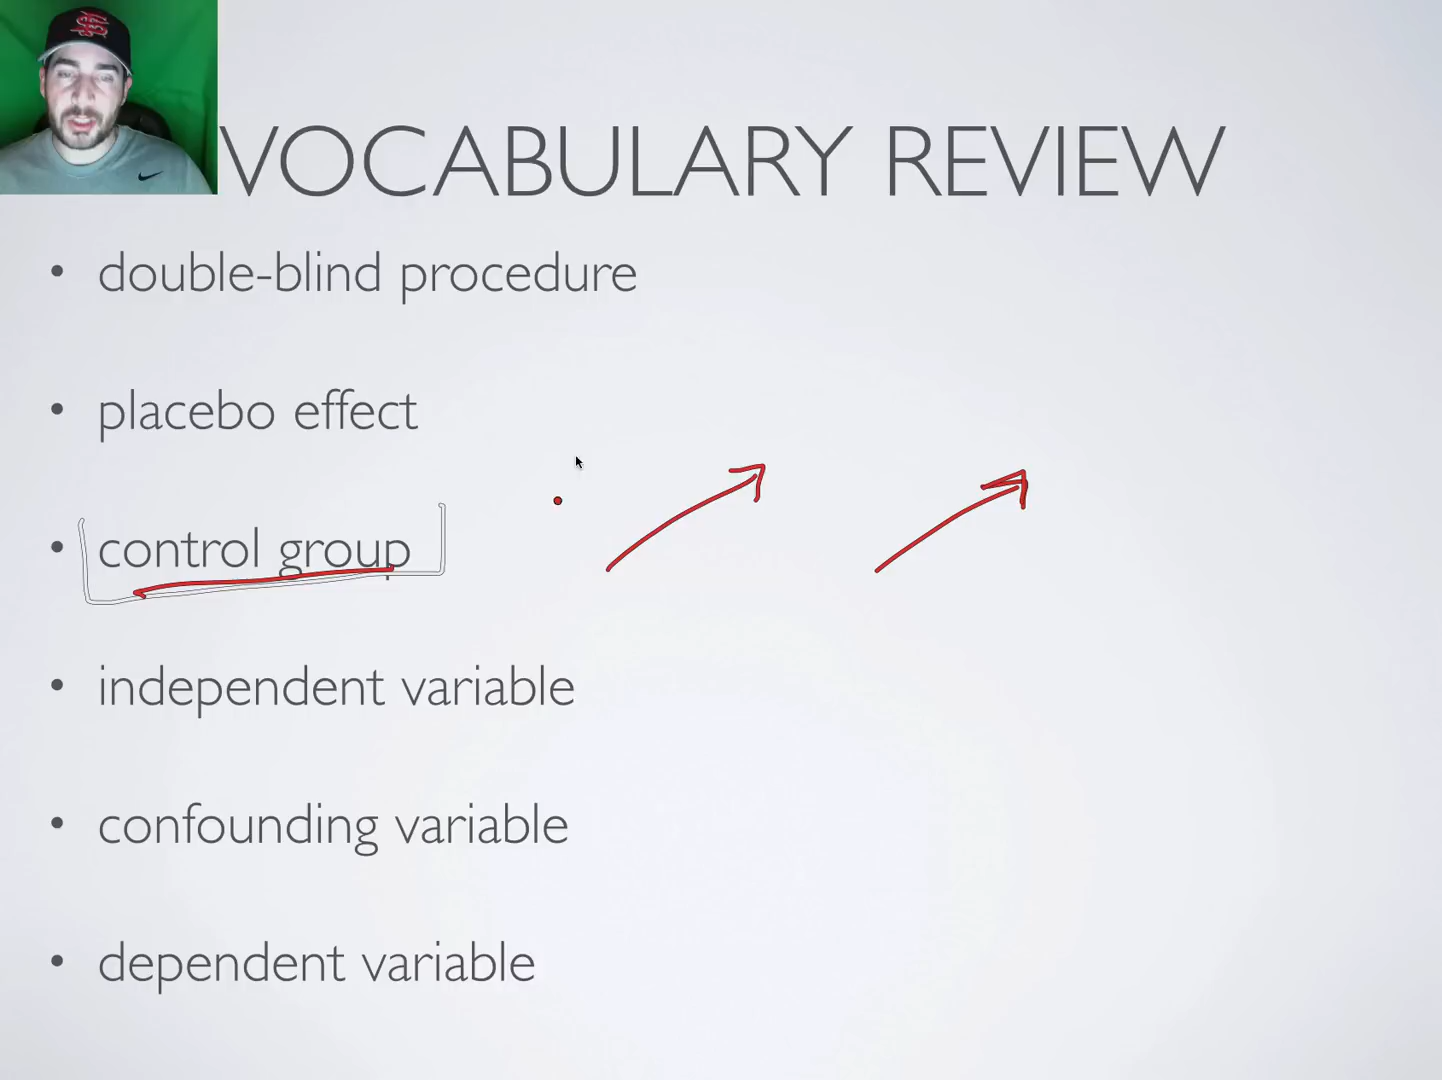 VOCABULARY REVIEW
• double-blind procedure
• placebo effect
• control group
• independent variable
• confounding variable
• dependent variable